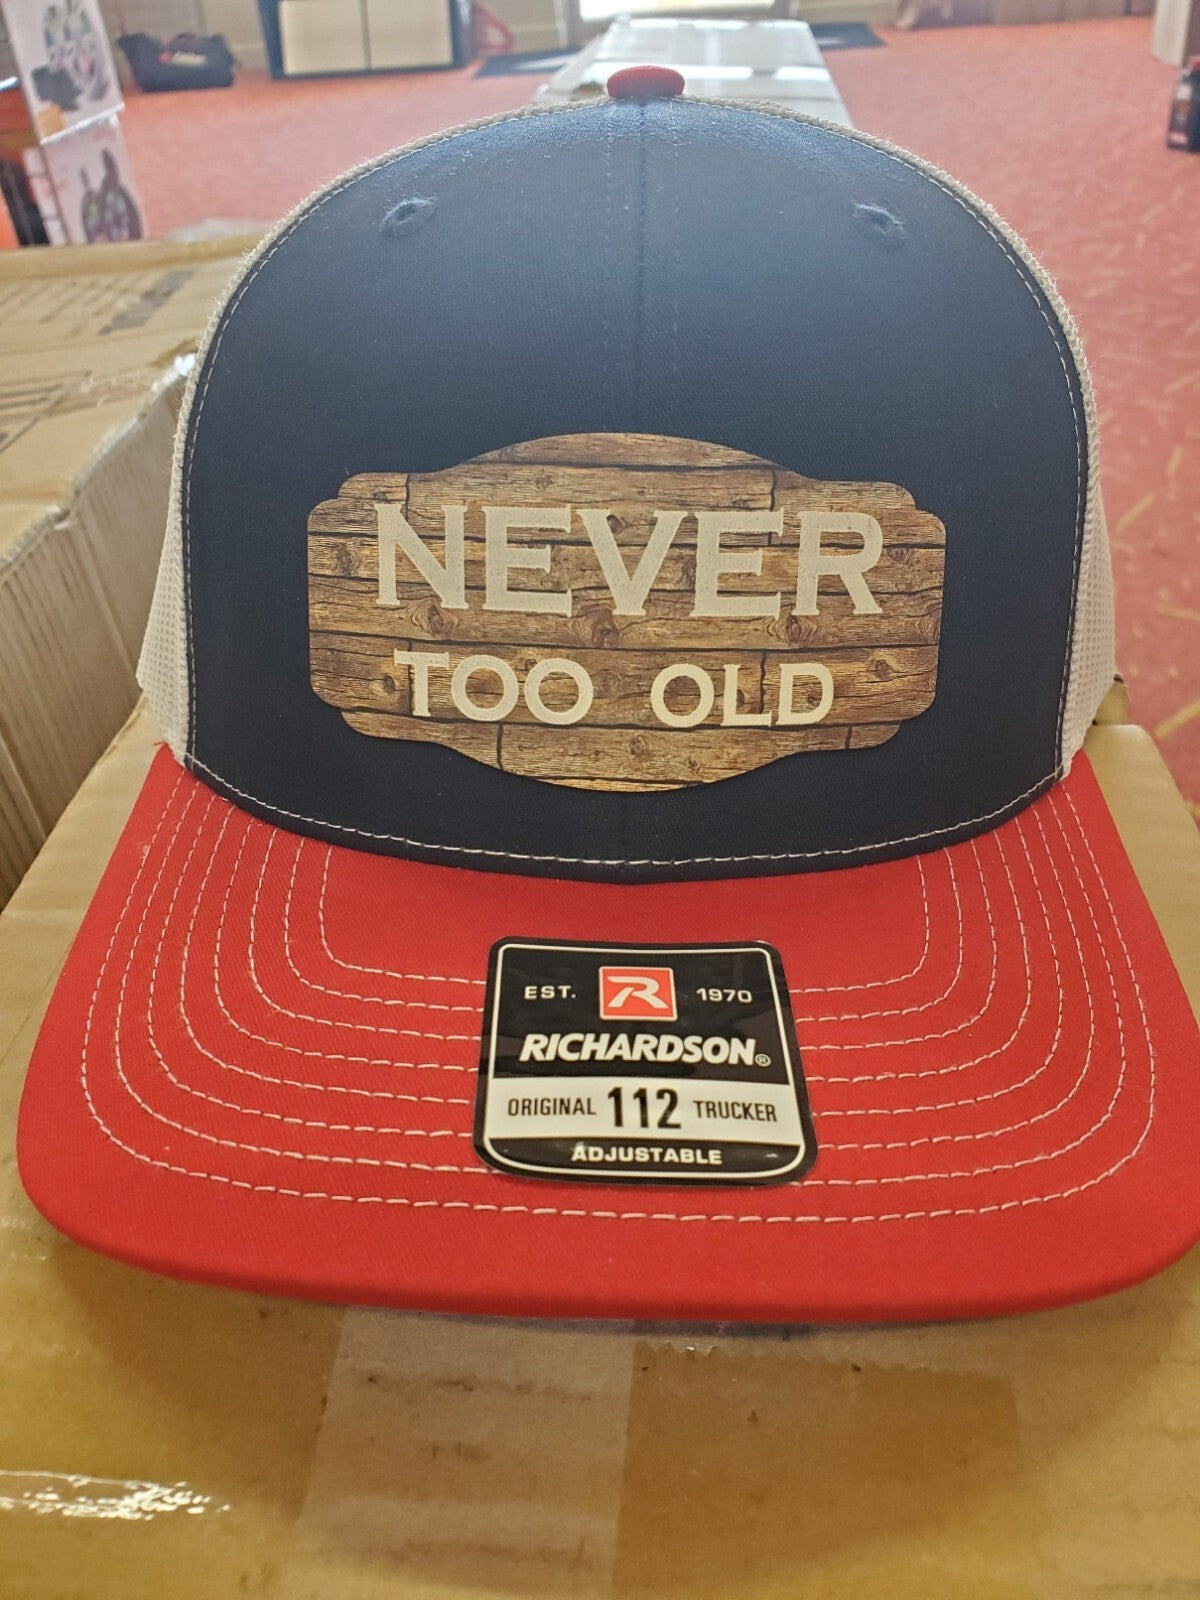 NEVER
TOO OLD
EST. R 1970
RICHARDSON®
ORIGINAL 112 TRUCKER
ADJUSTABLE